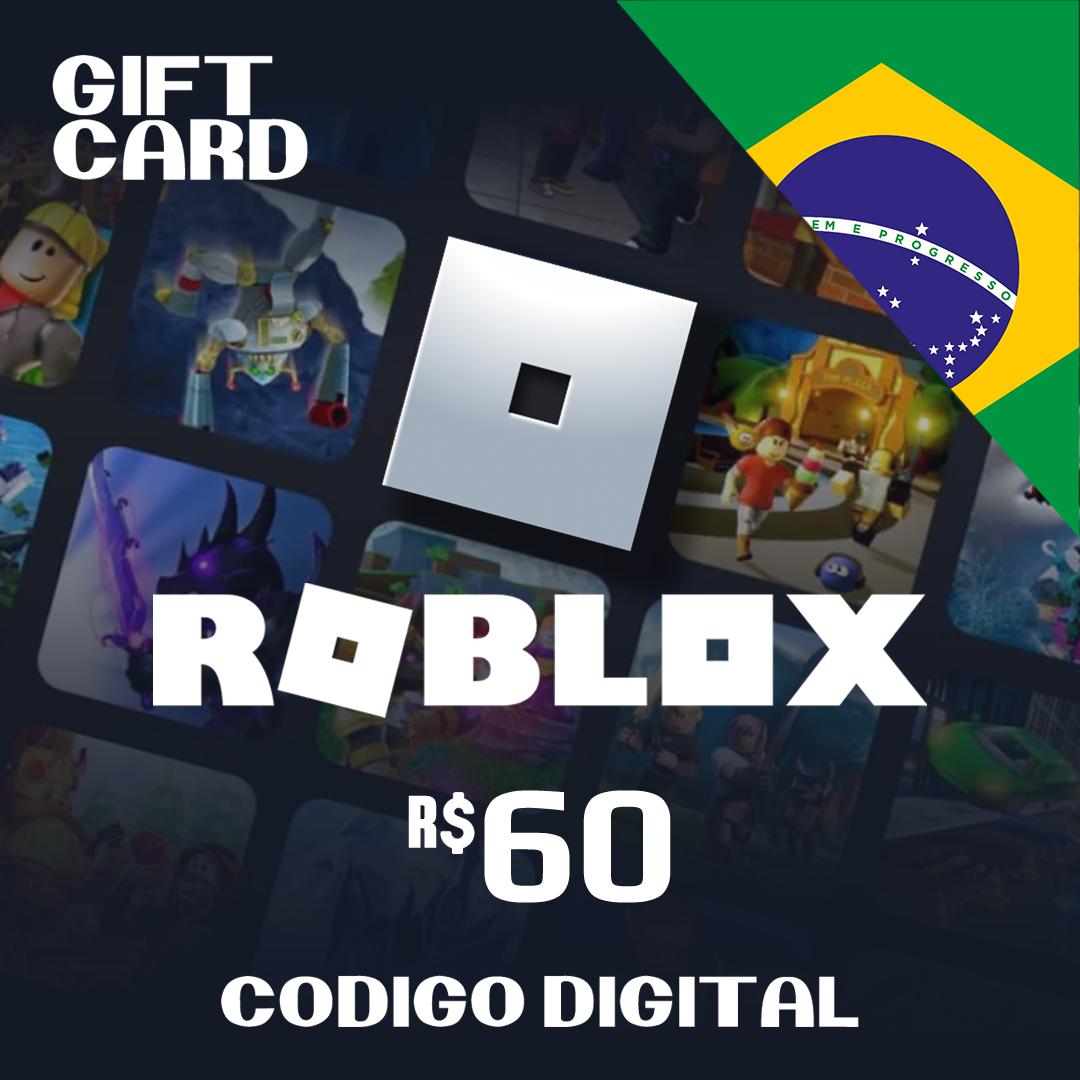 GIFT
CARD
EM E PROGRESSO
ROBLOX
R$60
CODIGO DIGITAL